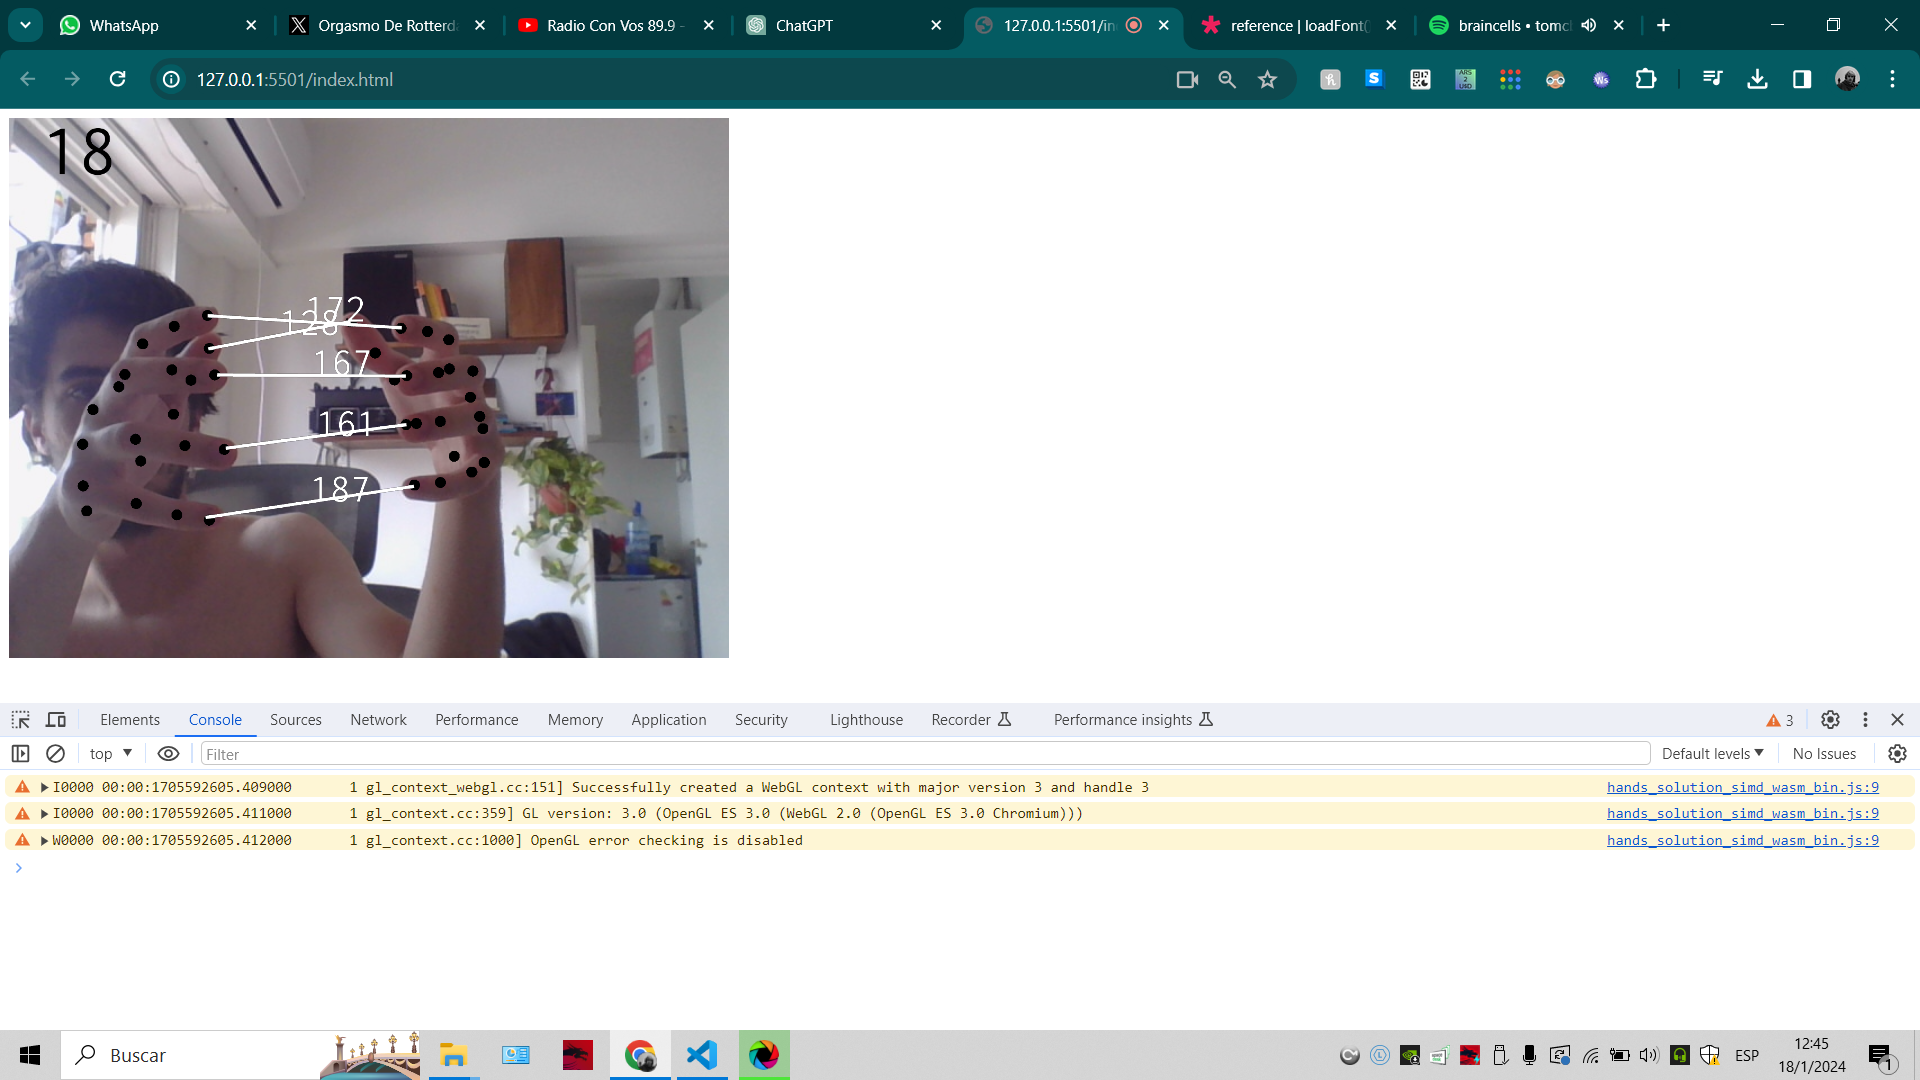 WhatsApp
Orgasmo De Rotterda
Radio Con Vos 89.9 -
ChatGPT
127.0.0.1:5501/in
reference | loadFont(
braincells • tomc
127.0.0.1:5501/index.html
18
172
128
167
161
187
Elements
Console
Sources
Network
Performance
Memory
Application
Security
Lighthouse
Recorder
Performance insights
3
top
Filter
Default levels
No Issues
I0000 00:00:1705592605.409000 1 gl_context_webgl.cc:151] Successfully created a WebGL context with major version 3 and handle 3 hands_solution_simd_wasm_bin.js:9
I0000 00:00:1705592605.411000 1 gl_context.cc:359] GL version: 3.0 (OpenGL ES 3.0 (WebGL 2.0 (OpenGL ES 3.0 Chromium))) hands_solution_simd_wasm_bin.js:9
W0000 00:00:1705592605.412000 1 gl_context.cc:1000] OpenGL error checking is disabled hands_solution_simd_wasm_bin.js:9
Buscar
ESP
12:45
18/1/2024
1